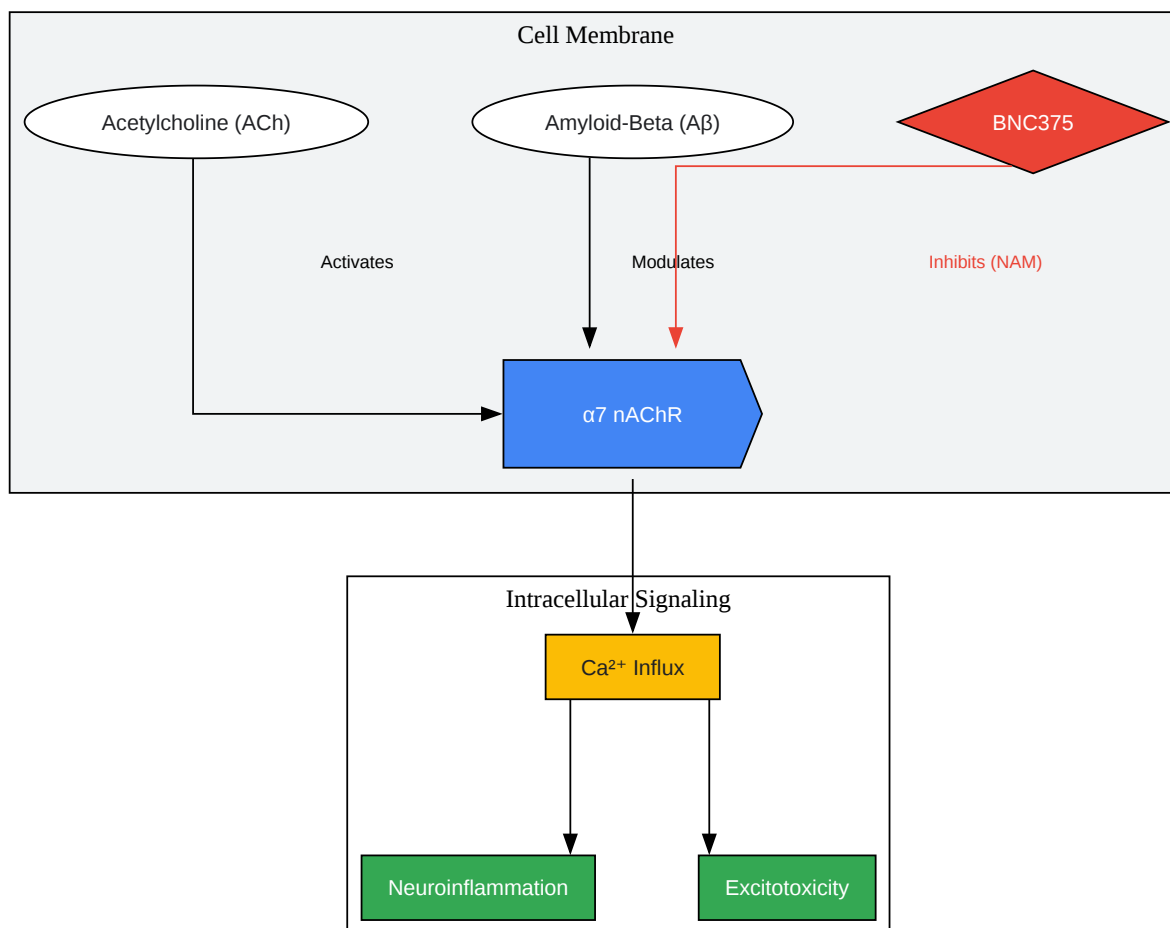 Cell Membrane
Acetylcholine (ACh)
Amyloid-Beta (Aβ)
BNC375
Activates
Modulates
Inhibits (NAM)
α7 nAChR
Intracellular Signaling
Ca²⁺ Influx
Neuroinflammation
Excitotoxicity